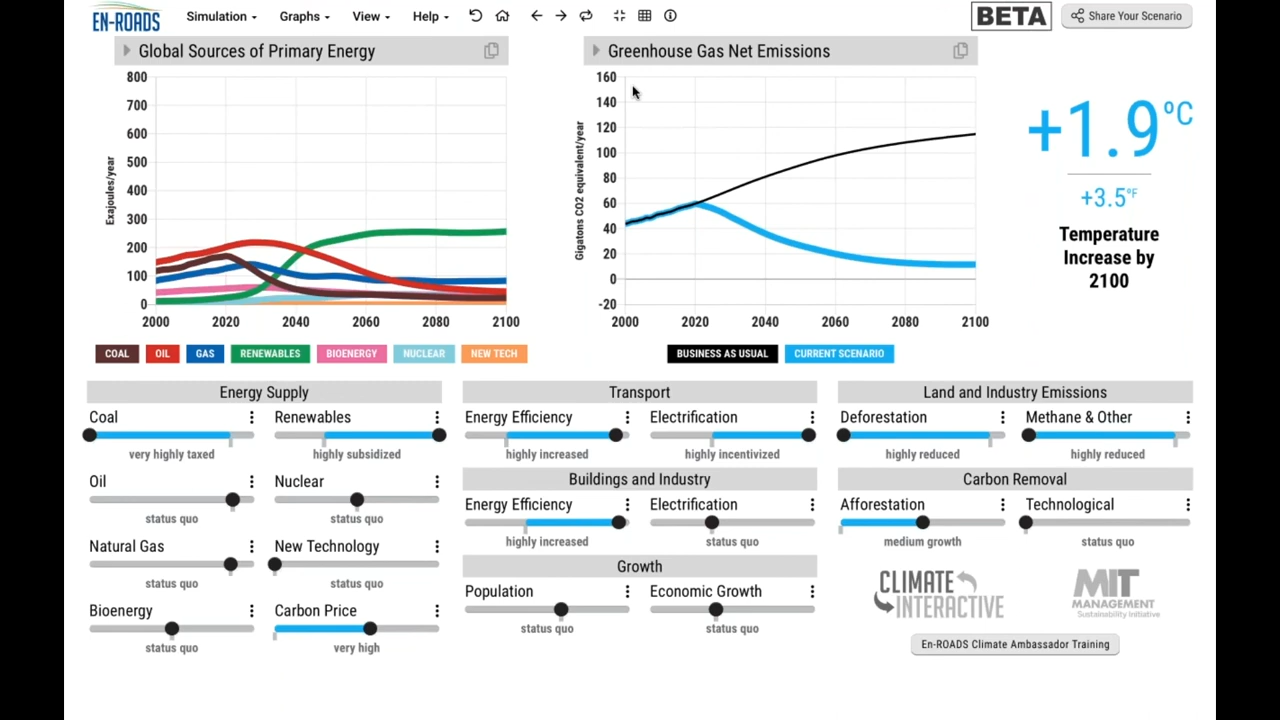 EN-ROADS
Simulation
Graphs
View
Help
BETA
Share Your Scenario
Global Sources of Primary Energy
800
700
600
500
400
300
200
100
0
Exajoules/year
2000 2020 2040 2060 2080 2100
COAL OIL GAS RENEWABLES BIOENERGY NUCLEAR NEW TECH
Greenhouse Gas Net Emissions
160
140
120
100
80
60
40
20
0
-20
Gigatons CO2 equivalent/year
2000 2020 2040 2060 2080 2100
BUSINESS AS USUAL CURRENT SCENARIO
+1.9°C
+3.5°F
Temperature
Increase by
2100
Energy Supply
Coal
very highly taxed
Renewables
highly subsidized
Oil
status quo
Nuclear
status quo
Natural Gas
status quo
New Technology
status quo
Bioenergy
status quo
Carbon Price
very high
Transport
Energy Efficiency
highly increased
Electrification
highly incentivized
Buildings and Industry
Energy Efficiency
highly increased
Electrification
status quo
Growth
Population
status quo
Economic Growth
status quo
Land and Industry Emissions
Deforestation
highly reduced
Methane & Other
highly reduced
Carbon Removal
Afforestation
medium growth
Technological
status quo
CLIMATE
INTERACTIVE
MIT
MANAGEMENT
Sustainability Initiative
En-ROADS Climate Ambassador Training